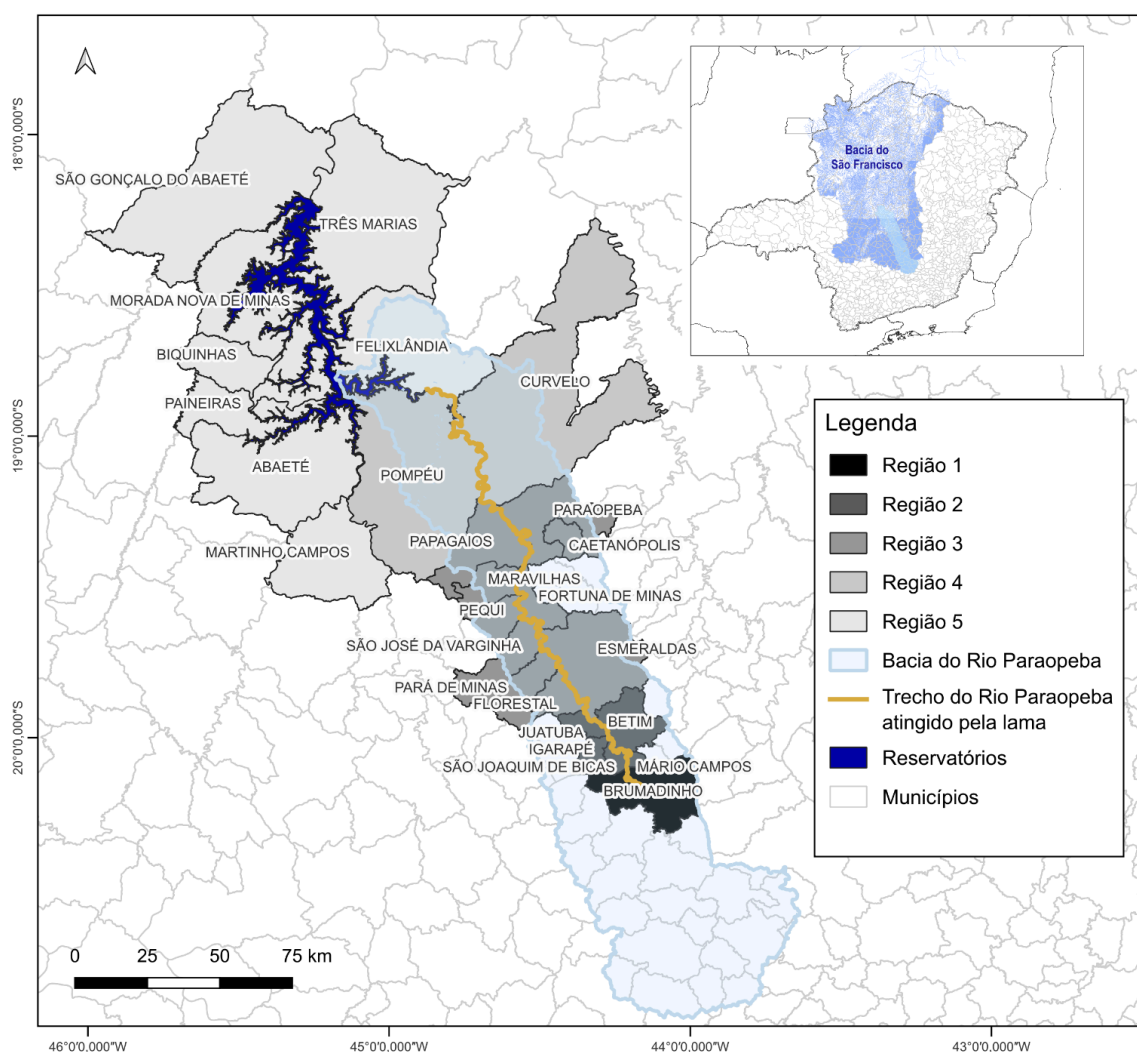 Bacia do
São Francisco
18°0'0,000"S
SÃO GONÇALO DO ABAETÉ
TRÊS MARIAS
MORADA NOVA DE MINAS
BIQUINHAS
FELIXLÂNDIA
PAINEIRAS
CURVELO
19°0'0,000"S
ABAETÉ
POMPÉU
PARAOPEBA
PAPAGAIOS
CAETANÓPOLIS
MARTINHO CAMPOS
MARAVILHAS
FORTUNA DE MINAS
PEQUI
SÃO JOSÉ DA VARGINHA
ESMERALDAS
PARÁ DE MINAS
FLORESTAL
BETIM
JUATUBA
20°0'0,000"S
IGARAPÉ
SÃO JOAQUIM DE BICAS
MÁRIO CAMPOS
BRUMADINHO
Legenda
Região 1
Região 2
Região 3
Região 4
Região 5
Bacia do Rio Paraopeba
Trecho do Rio Paraopeba
atingido pela lama
Reservatórios
Municípios
0 25 50 75 km
46°0'0,000"W 45°0'0,000"W 44°0'0,000"W 43°0'0,000"W